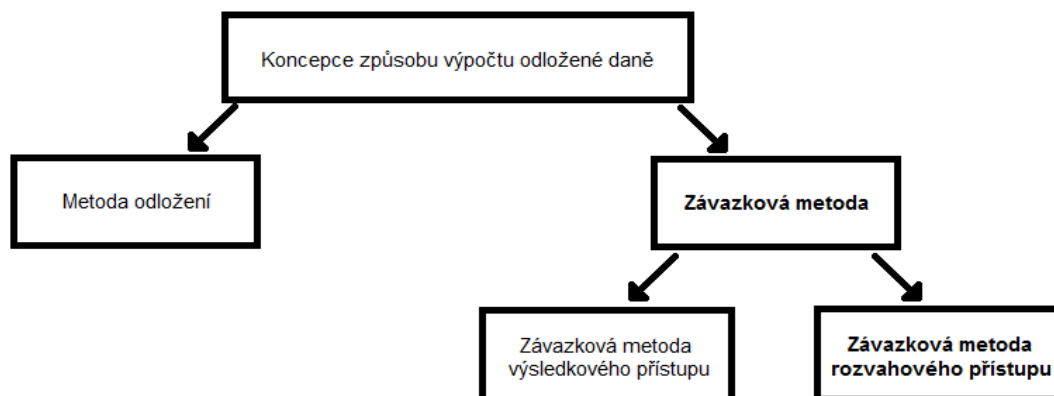 Koncepce způsobu výpočtu odložené daně
Metoda odložení
Závazková metoda
Závazková metoda
výsledkového přístupu
Závazková metoda
rozvahového přístupu